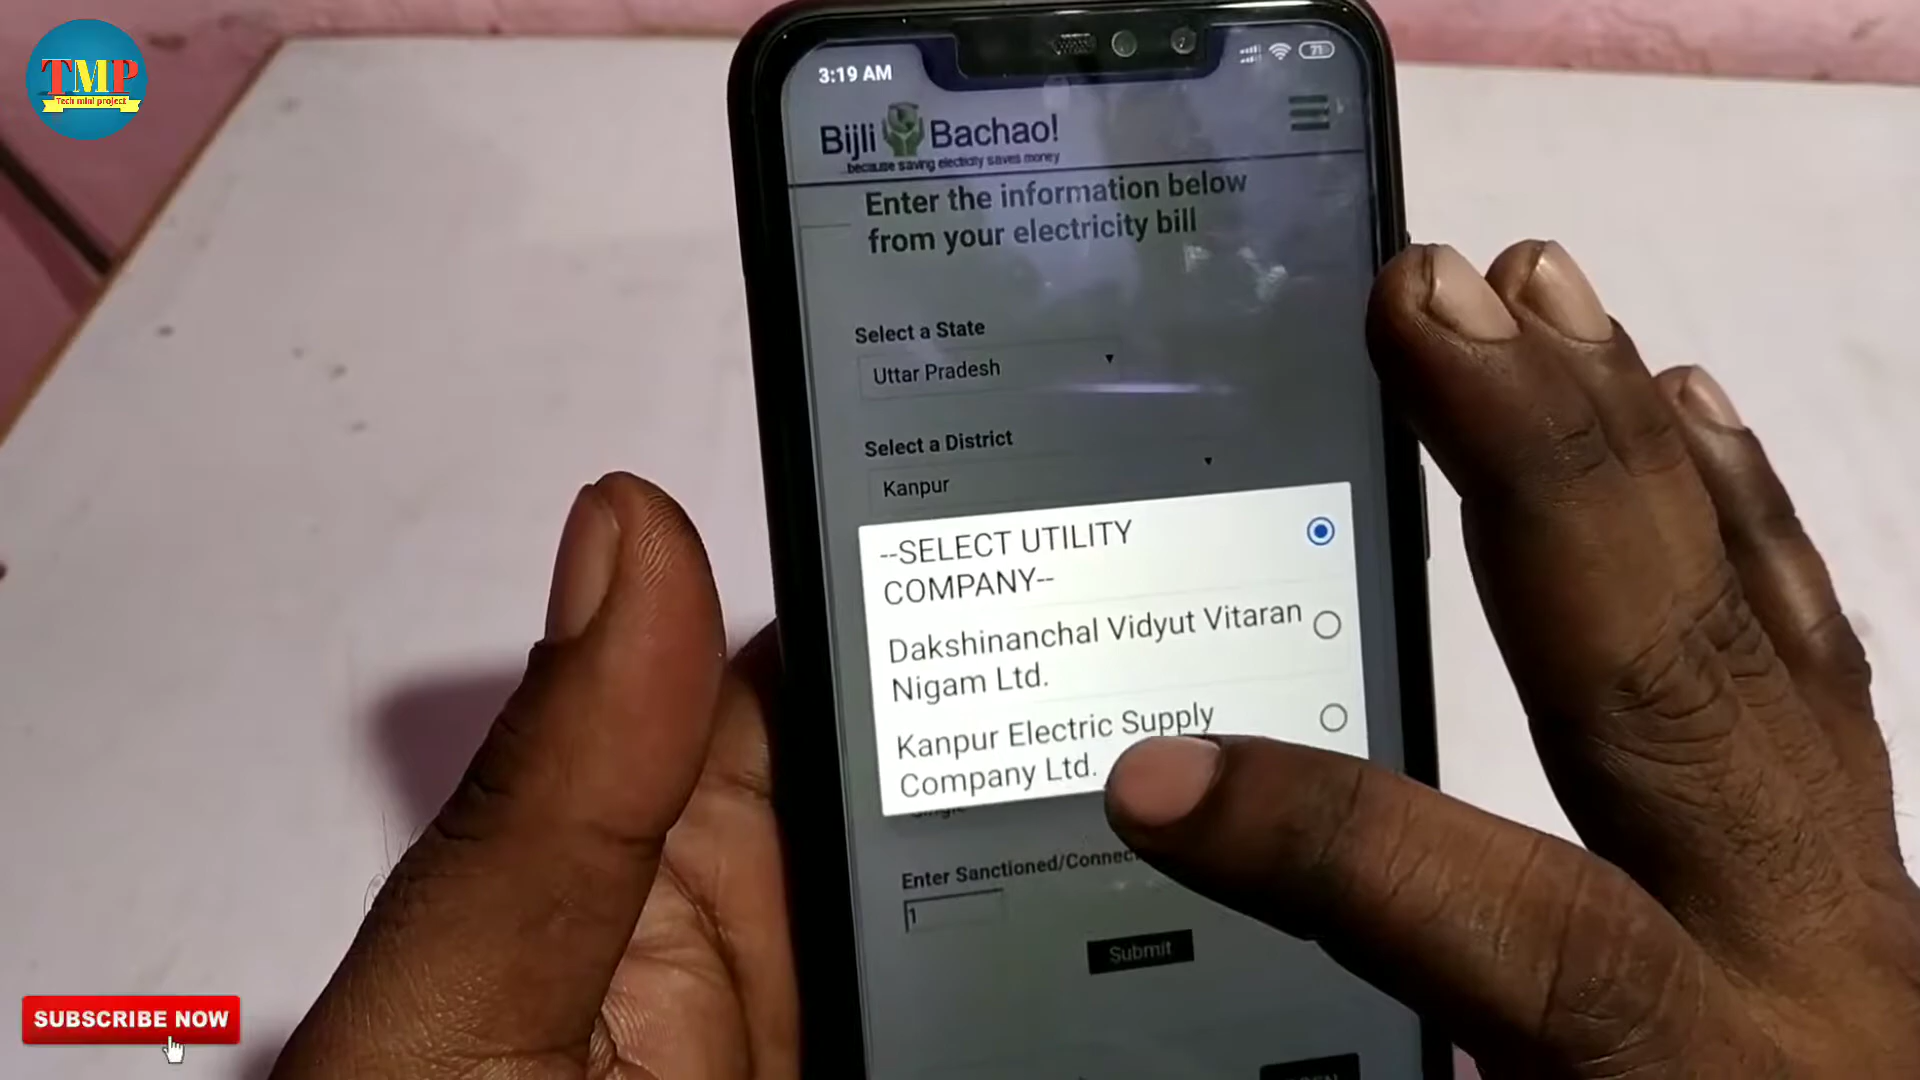 TMP
Tech mini project
3:19 AM
71
Bijli Bachao!
...because saving electicity saves money
Enter the information below
from your electricity bill
Select a State
Uttar Pradesh
Select a District
Kanpur
--SELECT UTILITY
COMPANY--
Dakshinanchal Vidyut Vitaran
Nigam Ltd.
Kanpur Electric Supply
Company Ltd.
Enter Sanctioned/Connec
1
Submit
SUBSCRIBE NOW